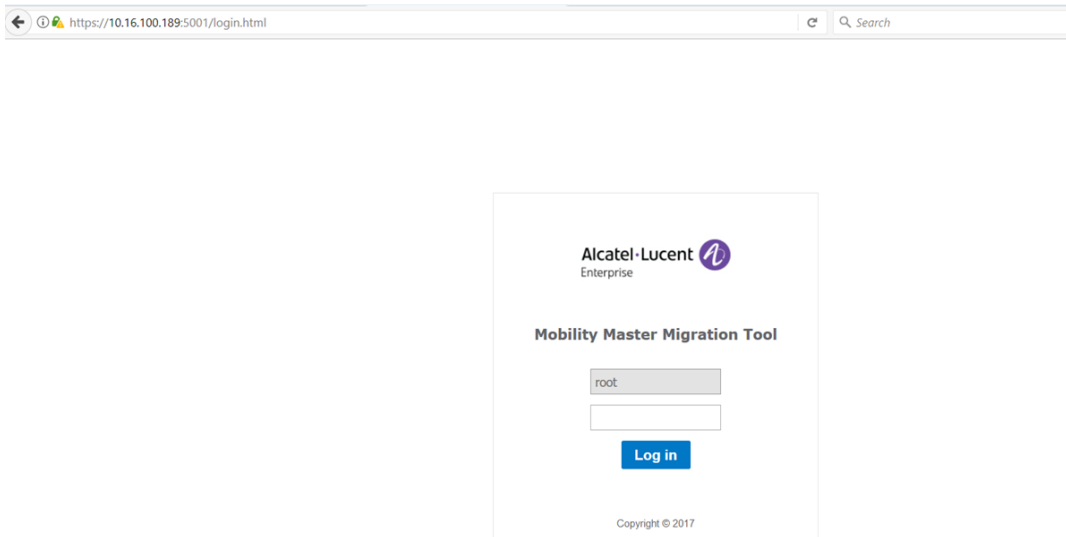 https://10.16.100.189:5001/login.html
Search
Alcatel·Lucent
Enterprise
Mobility Master Migration Tool
root
Log in
Copyright © 2017